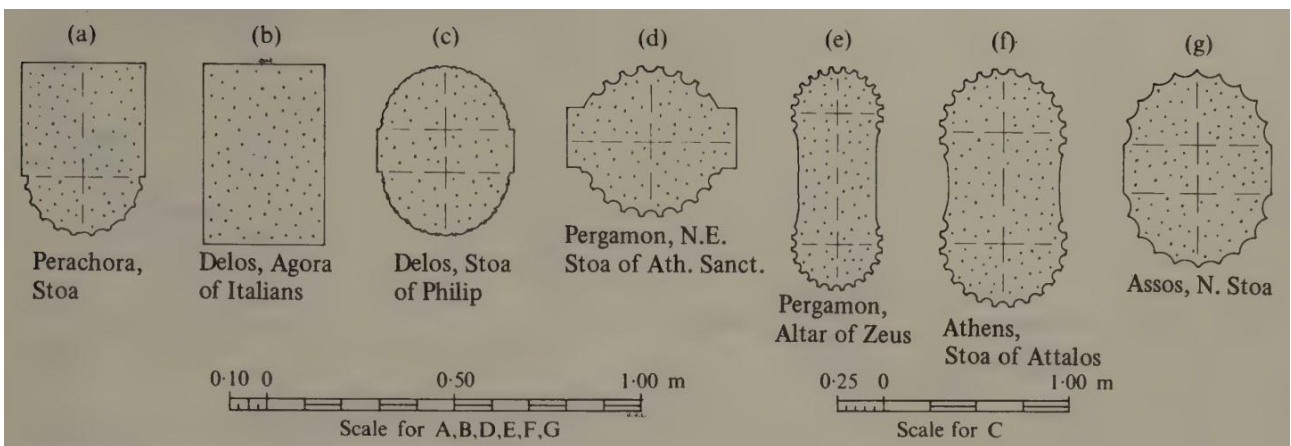 (a) (b) (c) (d) (e) (f) (g)
Perachora,
Stoa
Delos, Agora
of Italians
Delos, Stoa
of Philip
Pergamon, N.E.
Stoa of Ath. Sanct.
Pergamon,
Altar of Zeus
Athens,
Stoa of Attalos
Assos, N. Stoa
0·10 0 0·50 1·00 m
Scale for A,B,D,E,F,G
0·25 0 1·00 m
Scale for C